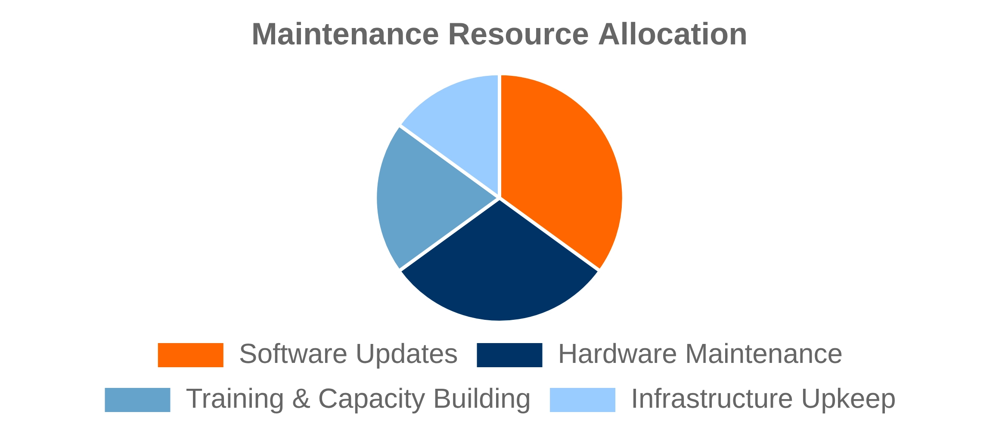 Maintenance Resource Allocation
Software Updates Hardware Maintenance
Training & Capacity Building Infrastructure Upkeep